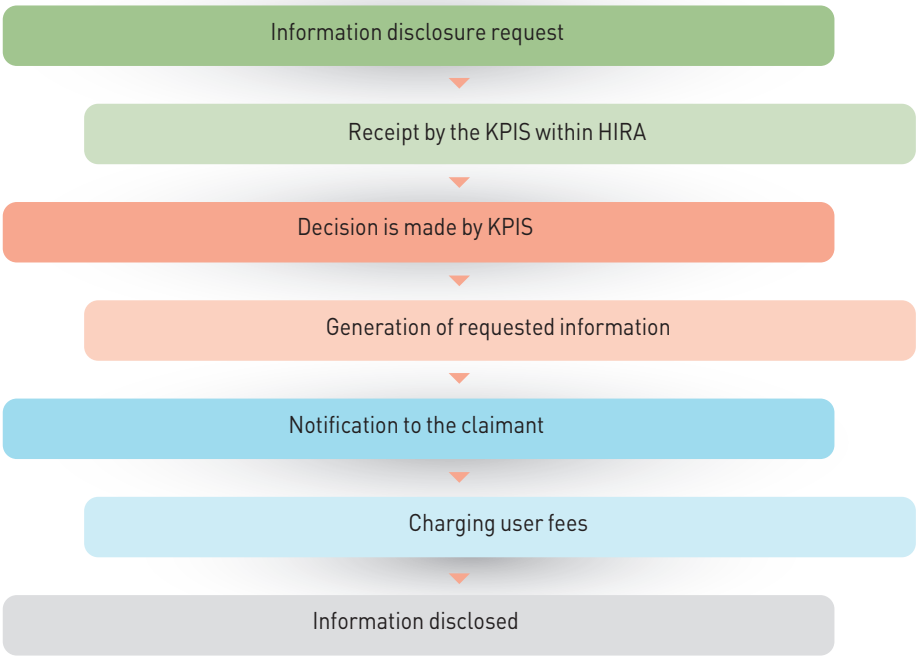 Information disclosure request
Receipt by the KPIS within HIRA
Decision is made by KPIS
Generation of requested information
Notification to the claimant
Charging user fees
Information disclosed